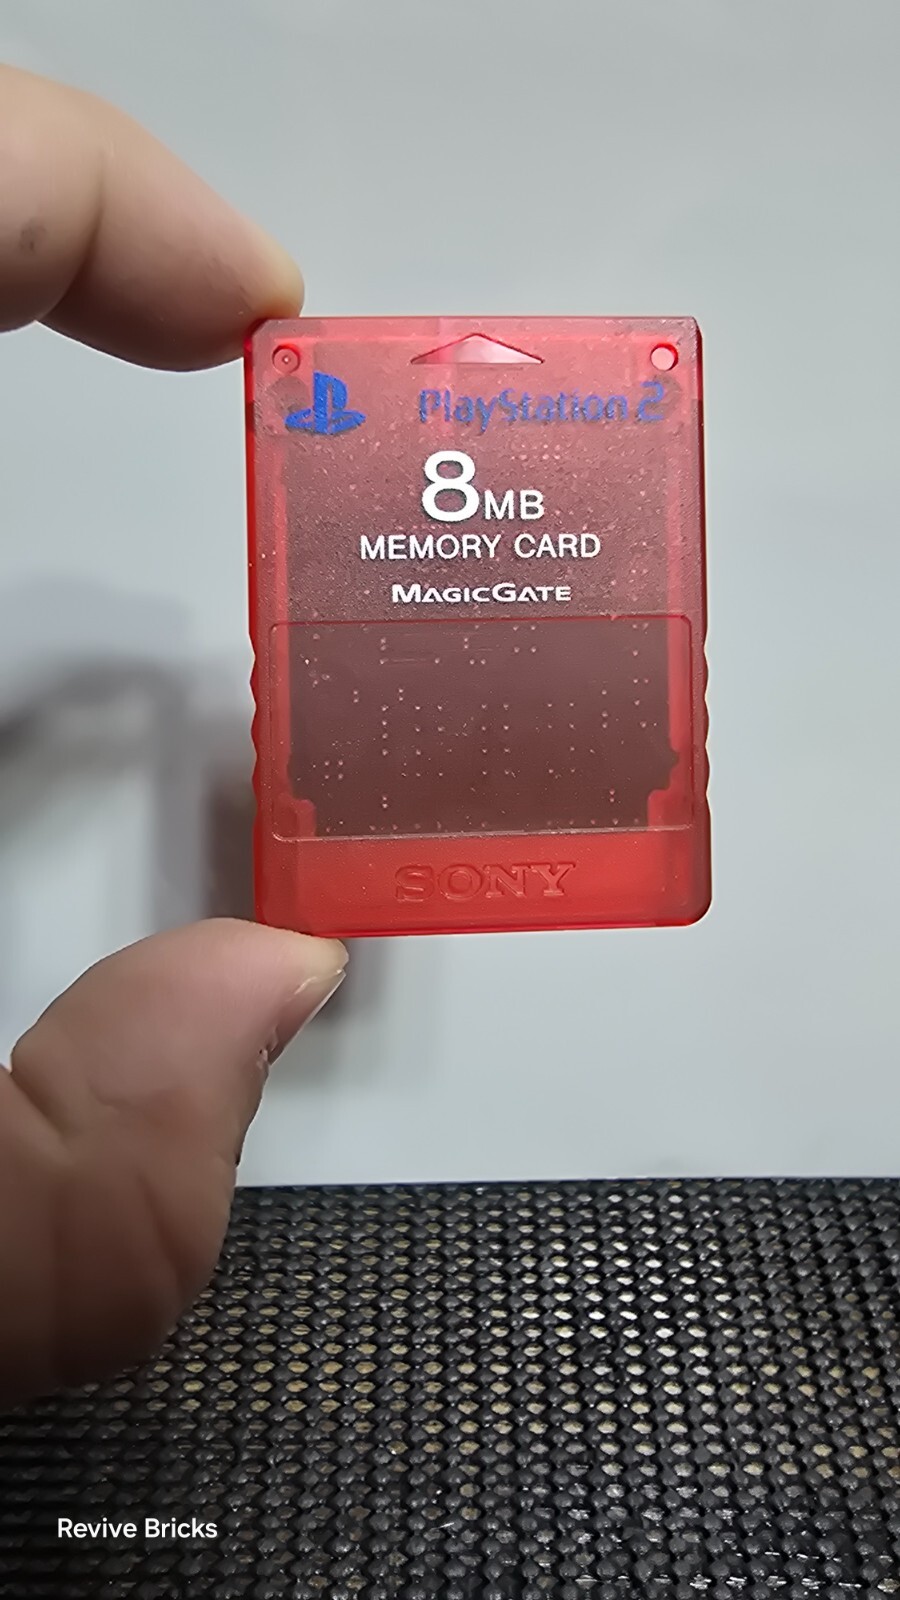 PlayStation 2
8MB
MEMORY CARD
MAGICGATE
SONY
Revive Bricks